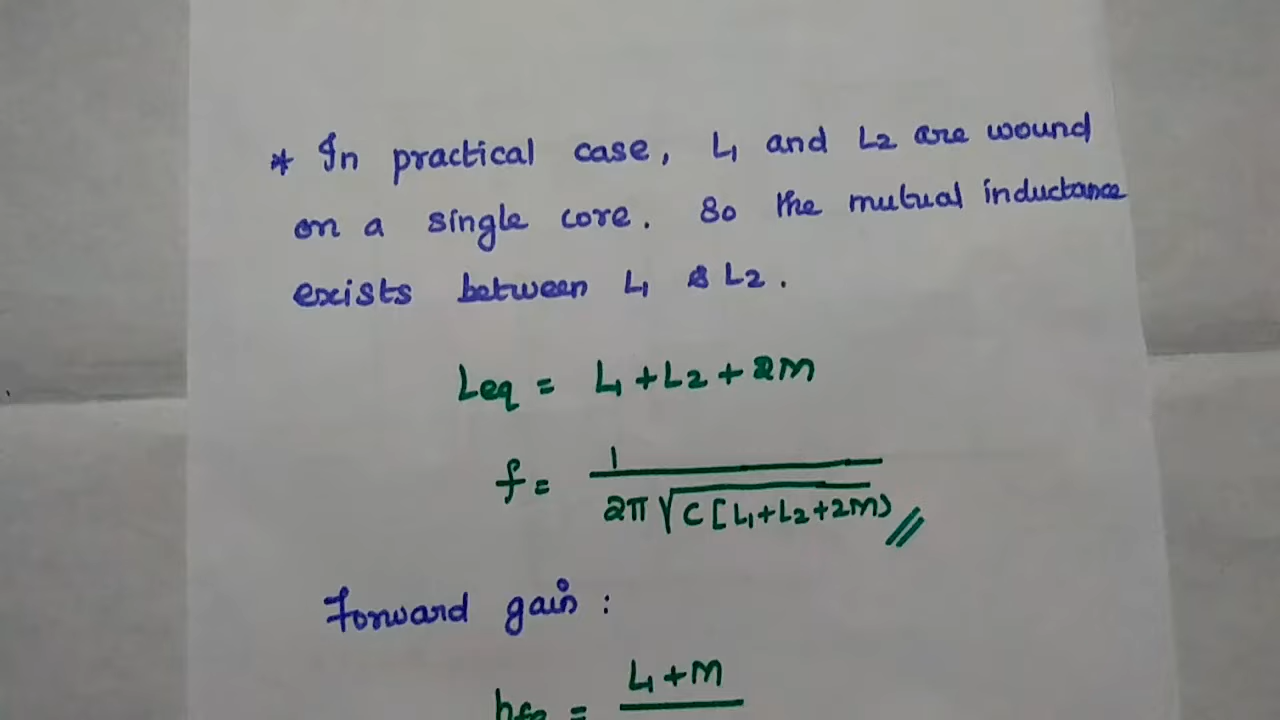 * In practical case, L1 and L2 are wound
on a single core. So the mutual inductance
exists between L1 & L2.
Leq = L1 + L2 + 2M
f = 1
2π √C[L1+L2+2M)
Forward gain :
L1 + M
hfe =